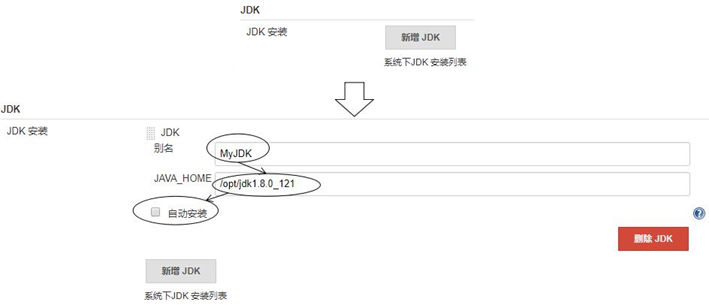 JDK
JDK 安装
新增 JDK
系统下JDK 安装列表
JDK
JDK 安装
JDK
别名
MyJDK
JAVA_HOME
/opt/jdk1.8.0_121
自动安装
?
删除 JDK
新增 JDK
系统下JDK 安装列表